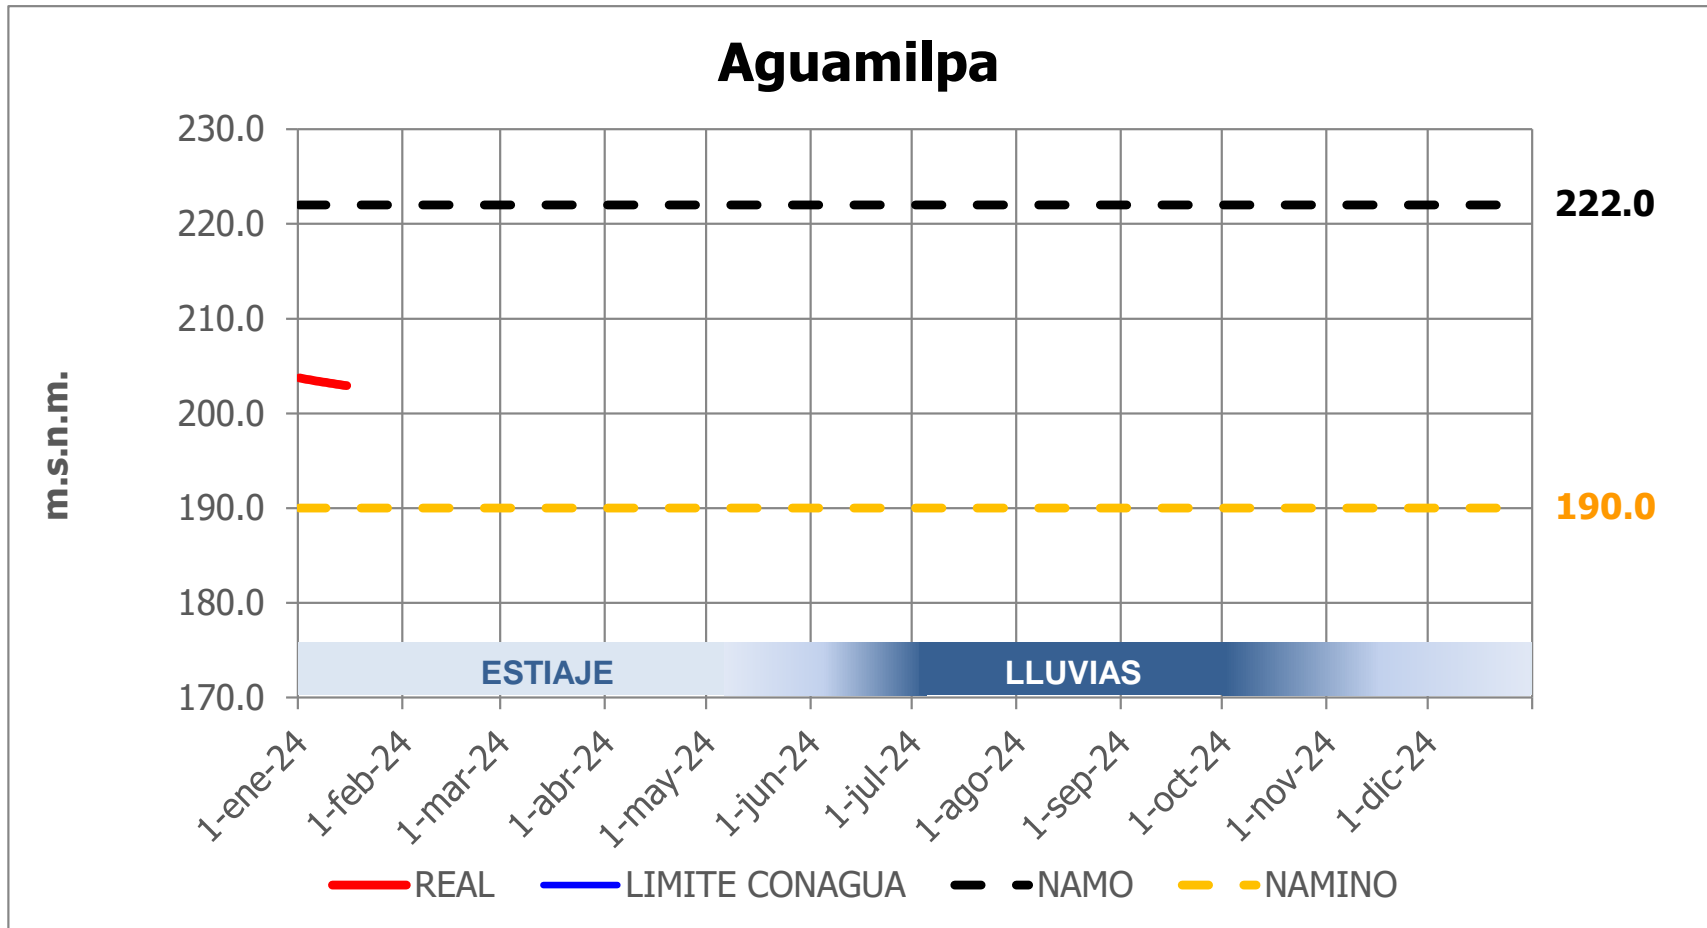 Aguamilpa
m.s.n.m.
230.0
220.0
210.0
200.0
190.0
180.0
170.0
222.0
190.0
ESTIAJE
LLUVIAS
1-ene-24
1-feb-24
1-mar-24
1-abr-24
1-may-24
1-jun-24
1-jul-24
1-ago-24
1-sep-24
1-oct-24
1-nov-24
1-dic-24
REAL
LIMITE CONAGUA
NAMO
NAMINO